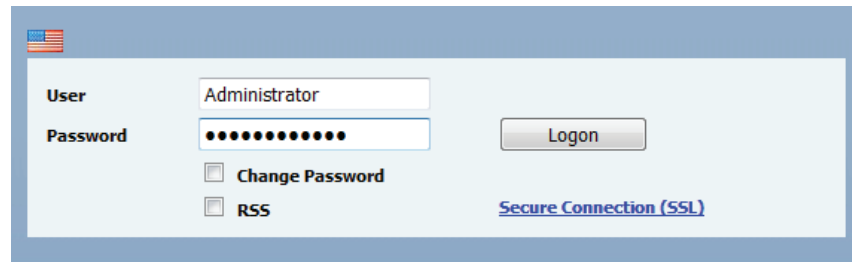 User Administrator
Password ●●●●●●●●●●●● Logon
Change Password
RSS Secure Connection (SSL)